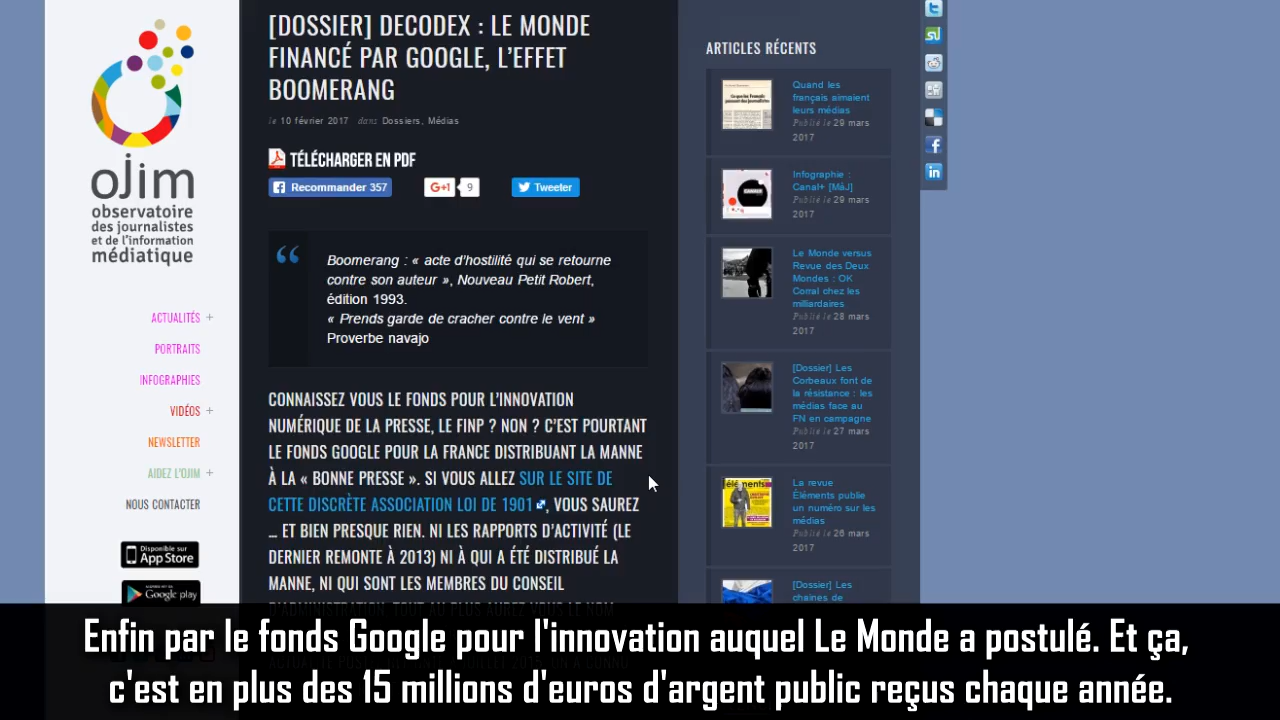 ojim
observatoire
des journalistes
et de l'information
médiatique
ACTUALITÉS +
PORTRAITS
INFOGRAPHIES
VIDÉOS +
NEWSLETTER
AIDEZ L'OJIM +
NOUS CONTACTER
Disponible sur
App Store
Google play
[DOSSIER] DECODEX : LE MONDE
FINANCÉ PAR GOOGLE, L'EFFET
BOOMERANG
le 10 février 2017 dans Dossiers, Médias
TÉLÉCHARGER EN PDF
Recommander 357
G+1 9
Tweeter
Boomerang : « acte d'hostilité qui se retourne
contre son auteur », Nouveau Petit Robert,
édition 1993.
« Prends garde de cracher contre le vent »
Proverbe navajo
CONNAISSEZ VOUS LE FONDS POUR L'INNOVATION
NUMÉRIQUE DE LA PRESSE, LE FINP ? NON ? C'EST POURTANT
LE FONDS GOOGLE POUR LA FRANCE DISTRIBUANT LA MANNE
À LA « BONNE PRESSE ». SI VOUS ALLEZ SUR LE SITE DE
CETTE DISCRÈTE ASSOCIATION LOI DE 1901, VOUS SAUREZ
… ET BIEN PRESQUE RIEN. NI LES RAPPORTS D'ACTIVITÉ (LE
DERNIER REMONTE À 2013) NI À QUI A ÉTÉ DISTRIBUÉ LA
MANNE, NI QUI SONT LES MEMBRES DU CONSEIL
ARTICLES RÉCENTS
Quand les
français aimaient
leurs médias
Publié le 29 mars
2017
Infographie :
Canal+ [MàJ]
Publié le 29 mars
2017
Le Monde versus
Revue des Deux
Mondes : OK
Corral chez les
milliardaires
Publié le 28 mars
2017
[Dossier] Les
Corbeaux font de
la résistance : les
médias face au
FN en campagne
Publié le 27 mars
2017
éléments
La revue
Éléments publie
un numéro sur les
médias
Publié le 26 mars
2017
[Dossier] Les
chaines de
Enfin par le fonds Google pour l'innovation auquel Le Monde a postulé. Et ça,
c'est en plus des 15 millions d'euros d'argent public reçus chaque année.